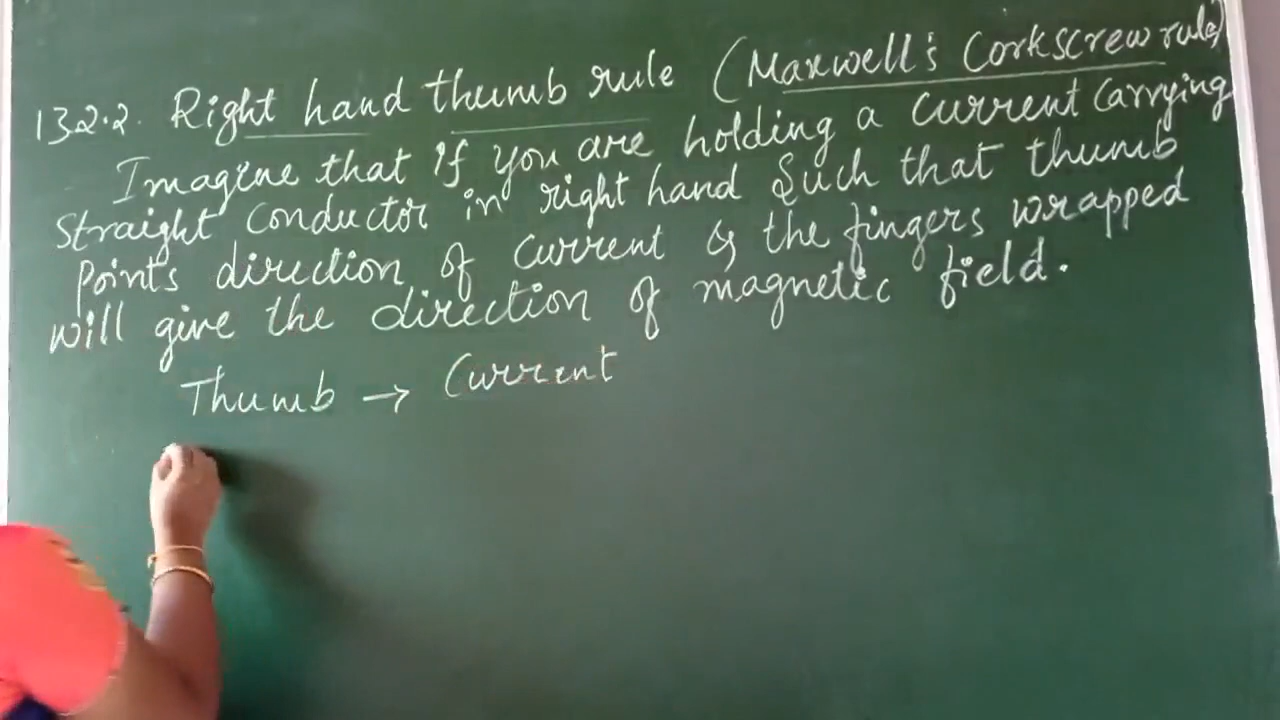 13.2.2. Right hand thumb rule (Maxwell's Corkscrew rule)
Imagine that if you are holding a current carrying
straight conductor in right hand such that thumb
points direction of current & the fingers wrapped
will give the direction of magnetic field.
Thumb → Current